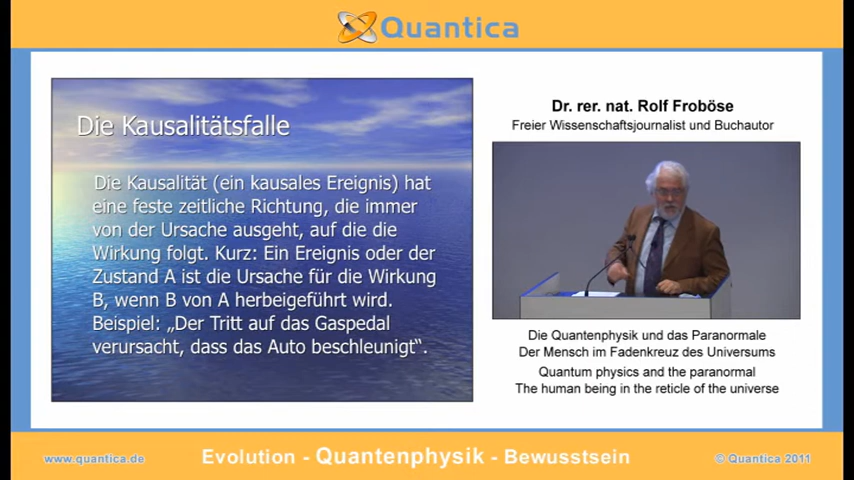 Quantica
Die Kausalitätsfalle
Die Kausalität (ein kausales Ereignis) hat
eine feste zeitliche Richtung, die immer
von der Ursache ausgeht, auf die die
Wirkung folgt. Kurz: Ein Ereignis oder der
Zustand A ist die Ursache für die Wirkung
B, wenn B von A herbeigeführt wird.
Beispiel: „Der Tritt auf das Gaspedal
verursacht, dass das Auto beschleunigt“.
Dr. rer. nat. Rolf Froböse
Freier Wissenschaftsjournalist und Buchautor
Die Quantenphysik und das Paranormale
Der Mensch im Fadenkreuz des Universums
Quantum physics and the paranormal
The human being in the reticle of the universe
www.quantica.de
Evolution - Quantenphysik - Bewusstsein
© Quantica 2011